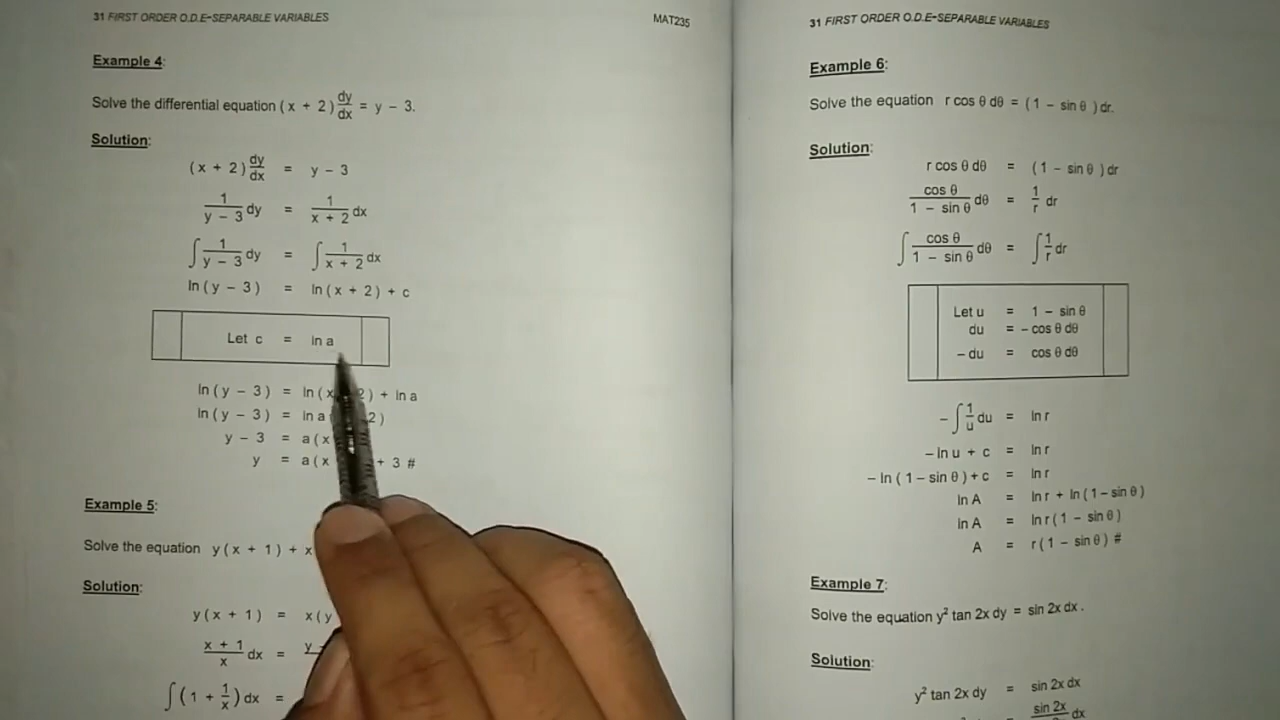 31 FIRST ORDER O.D.E-SEPARABLE VARIABLES
MAT235
Example 4:
Solve the differential equation ( x + 2 ) dy/dx = y − 3.
Solution:
( x + 2 ) dy/dx = y − 3
1/(y − 3) dy = 1/(x + 2) dx
∫ 1/(y − 3) dy = ∫ 1/(x + 2) dx
ln ( y − 3 ) = ln ( x + 2 ) + c
Let c = ln a
ln ( y − 3 ) = ln ( x 2 ) + ln a
ln ( y − 3 ) = ln a 2 )
y − 3 = a ( x
y = a ( x + 3 #
Example 5:
Solve the equation y ( x + 1 ) + x
Solution:
y ( x + 1 ) = x ( y
(x + 1)/x dx = y
∫ ( 1 + 1/x ) dx =
31 FIRST ORDER O.D.E-SEPARABLE VARIABLES
Example 6:
Solve the equation r cos θ dθ = ( 1 − sin θ ) dr.
Solution:
r cos θ dθ = ( 1 − sin θ ) dr
cos θ/(1 − sin θ) dθ = 1/r dr
∫ cos θ/(1 − sin θ) dθ = ∫ 1/r dr
Let u = 1 − sin θ
du = − cos θ dθ
− du = cos θ dθ
− ∫ 1/u du = ln r
− ln u + c = ln r
− ln ( 1 − sin θ ) + c = ln r
ln A = ln r + ln ( 1 − sin θ )
ln A = ln r ( 1 − sin θ )
A = r ( 1 − sin θ ) #
Example 7:
Solve the equation y² tan 2x dy = sin 2x dx .
Solution:
y² tan 2x dy = sin 2x dx
sin 2x dx